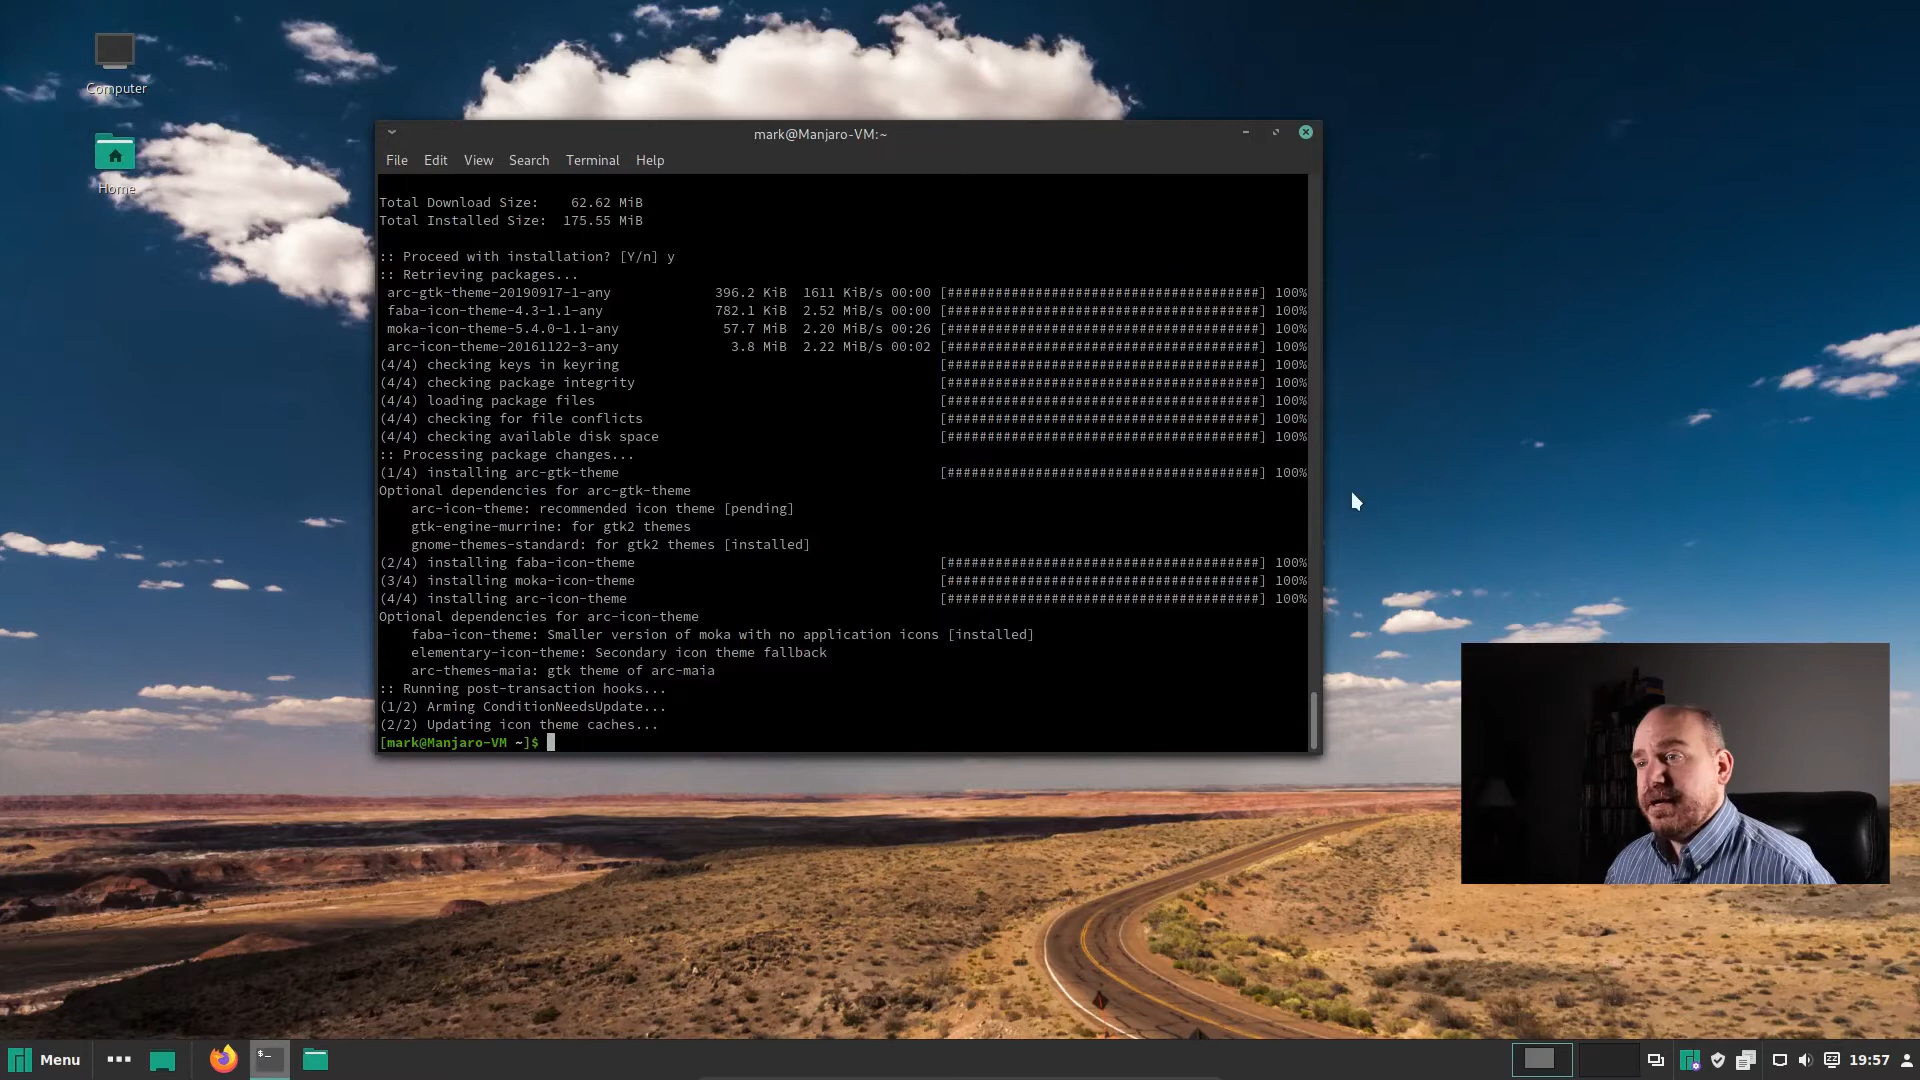 Computer
Home
mark@Manjaro-VM:~
File Edit View Search Terminal Help
Total Download Size: 62.62 MiB
Total Installed Size: 175.55 MiB
:: Proceed with installation? [Y/n] y
:: Retrieving packages...
arc-gtk-theme-20190917-1-any 396.2 KiB 1611 KiB/s 00:00 [#######################################] 100%
faba-icon-theme-4.3-1.1-any 782.1 KiB 2.52 MiB/s 00:00 [#######################################] 100%
moka-icon-theme-5.4.0-1.1-any 57.7 MiB 2.20 MiB/s 00:26 [#######################################] 100%
arc-icon-theme-20161122-3-any 3.8 MiB 2.22 MiB/s 00:02 [#######################################] 100%
(4/4) checking keys in keyring [#######################################] 100%
(4/4) checking package integrity [#######################################] 100%
(4/4) loading package files [#######################################] 100%
(4/4) checking for file conflicts [#######################################] 100%
(4/4) checking available disk space [#######################################] 100%
:: Processing package changes...
(1/4) installing arc-gtk-theme [#######################################] 100%
Optional dependencies for arc-gtk-theme
arc-icon-theme: recommended icon theme [pending]
gtk-engine-murrine: for gtk2 themes
gnome-themes-standard: for gtk2 themes [installed]
(2/4) installing faba-icon-theme [#######################################] 100%
(3/4) installing moka-icon-theme [#######################################] 100%
(4/4) installing arc-icon-theme [#######################################] 100%
Optional dependencies for arc-icon-theme
faba-icon-theme: Smaller version of moka with no application icons [installed]
elementary-icon-theme: Secondary icon theme fallback
arc-themes-maia: gtk theme of arc-maia
:: Running post-transaction hooks...
(1/2) Arming ConditionNeedsUpdate...
(2/2) Updating icon theme caches...
[mark@Manjaro-VM ~]$
Menu
19:57